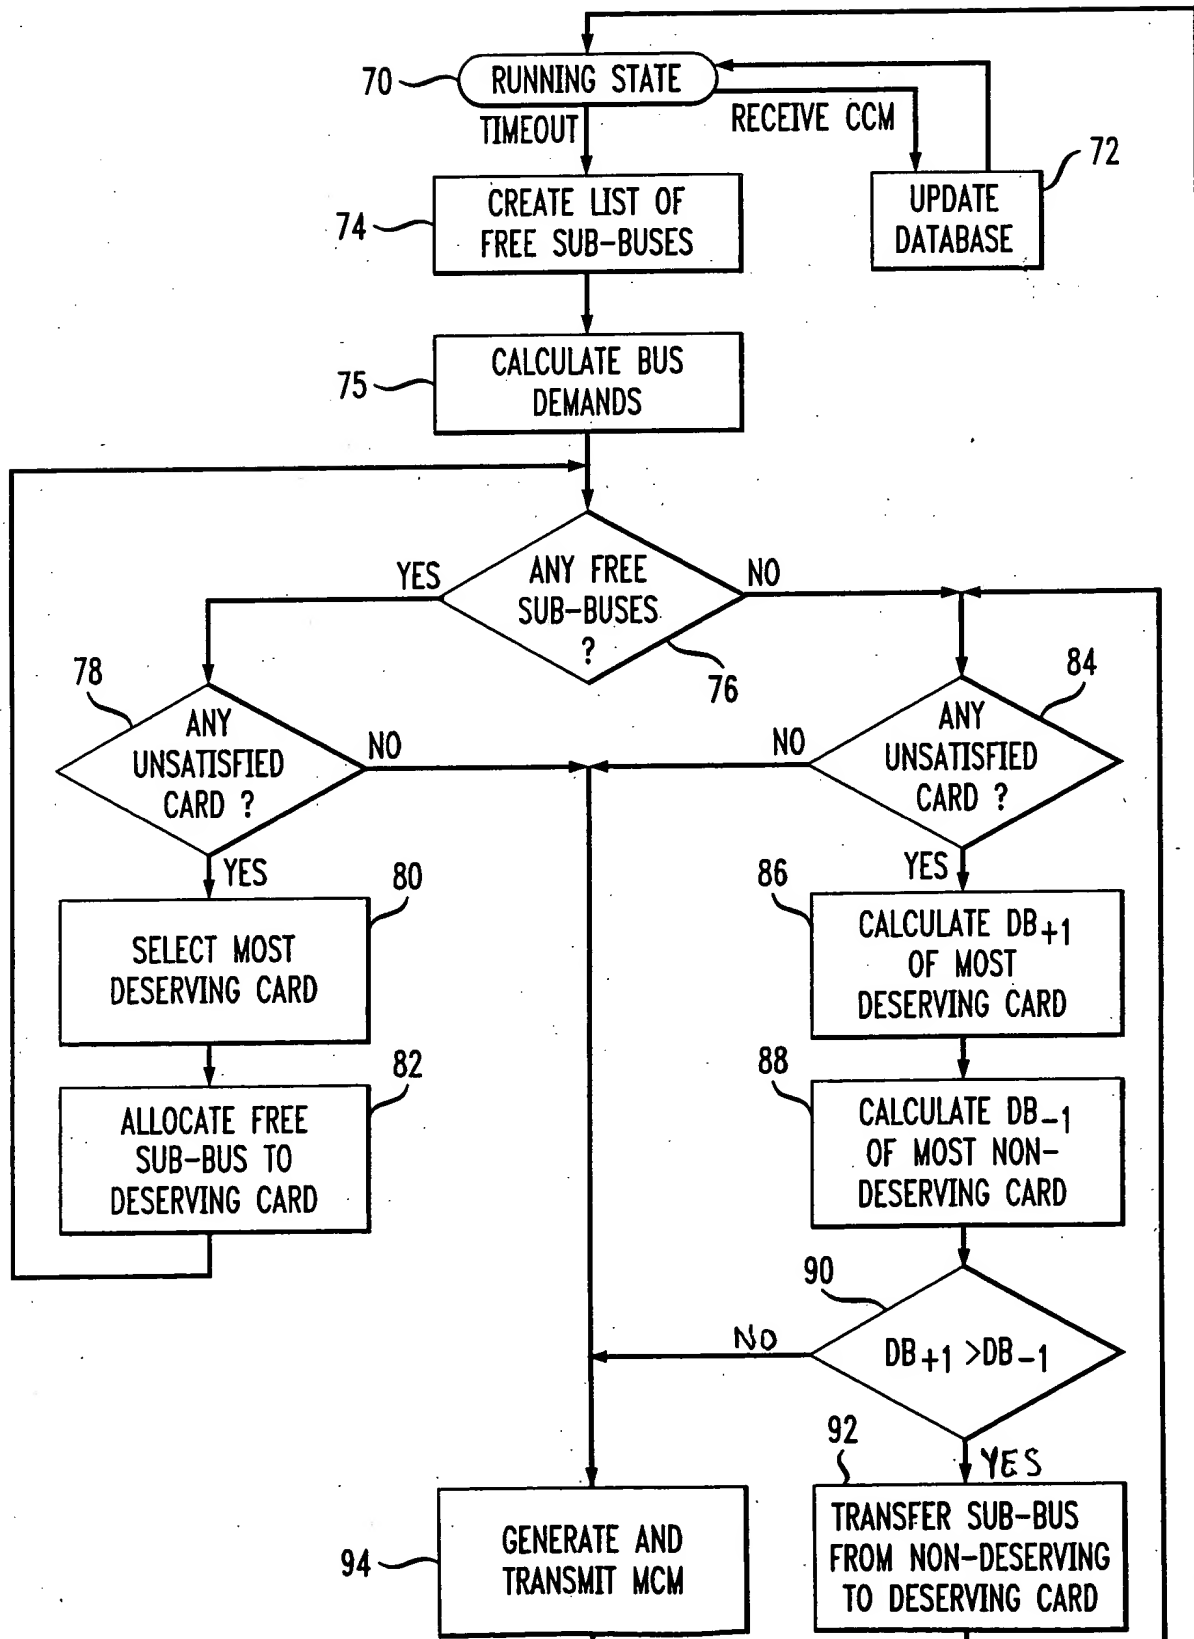 70
RUNNING STATE
TIMEOUT
RECEIVE CCM
72
UPDATE
DATABASE
74
CREATE LIST OF
FREE SUB-BUSES
75
CALCULATE BUS
DEMANDS
YES
ANY FREE
SUB-BUSES
?
NO
76
78
ANY
UNSATISFIED
CARD ?
NO
YES
84
ANY
UNSATISFIED
CARD ?
NO
YES
80
SELECT MOST
DESERVING CARD
86
CALCULATE DB+1
OF MOST
DESERVING CARD
82
ALLOCATE FREE
SUB-BUS TO
DESERVING CARD
88
CALCULATE DB-1
OF MOST NON-
DESERVING CARD
90
DB+1 >DB-1
NO
YES
92
TRANSFER SUB-BUS
FROM NON-DESERVING
TO DESERVING CARD
94
GENERATE AND
TRANSMIT MCM